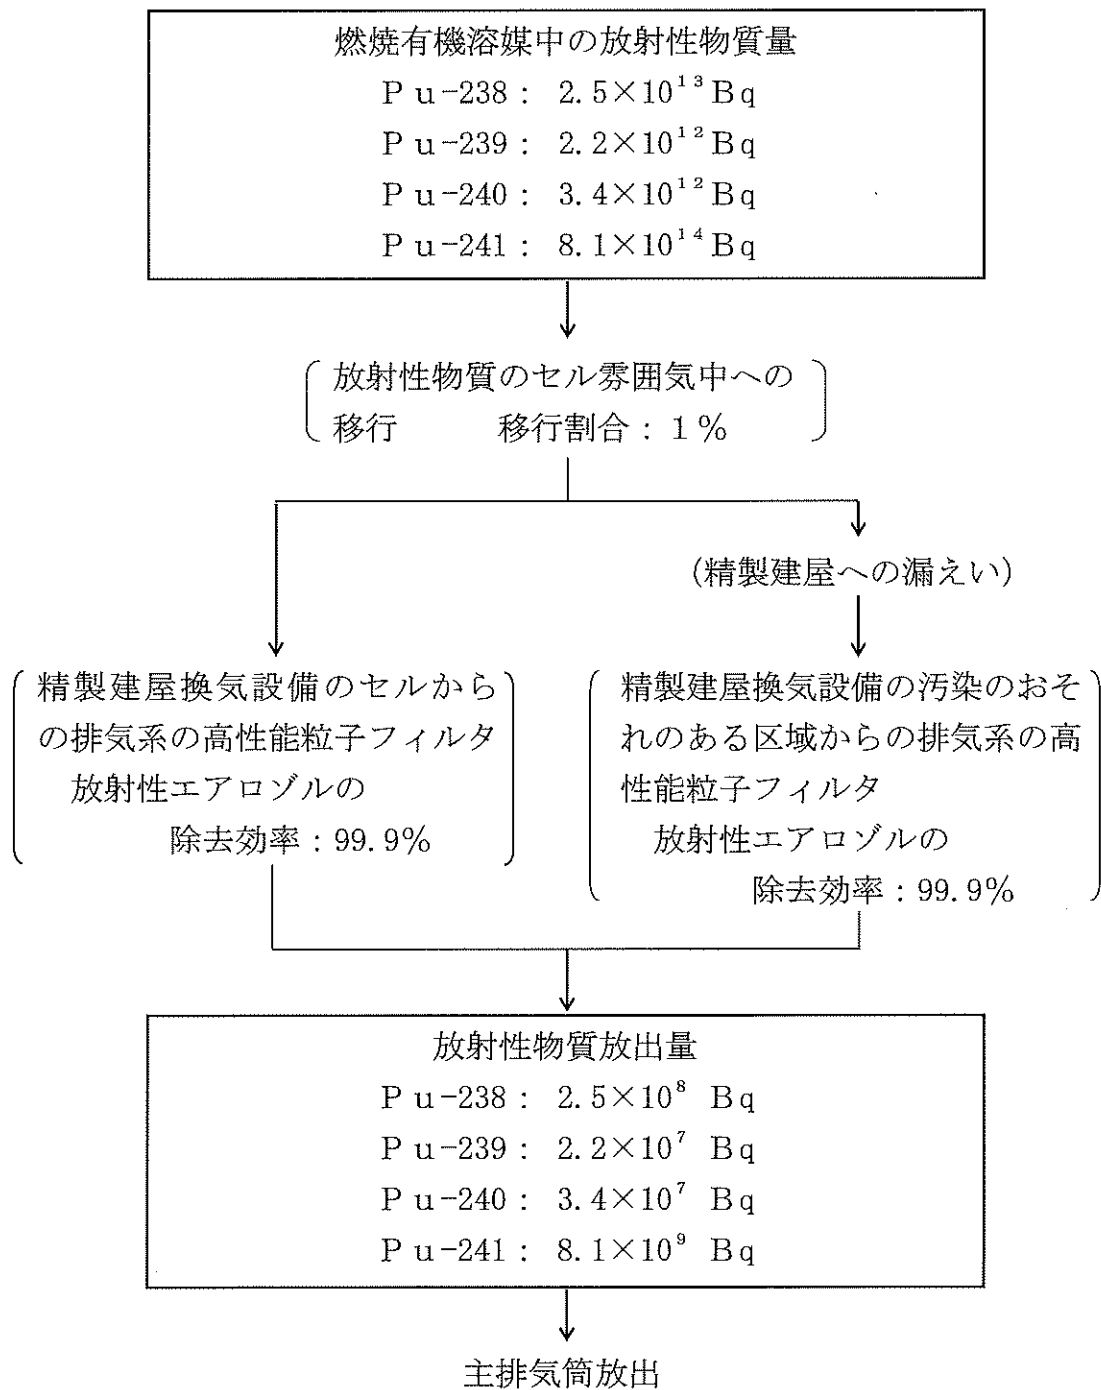 燃焼有機溶媒中の放射性物質量
Ｐｕ-238： 2.5×10¹³Ｂｑ
Ｐｕ-239： 2.2×10¹²Ｂｑ
Ｐｕ-240： 3.4×10¹²Ｂｑ
Ｐｕ-241： 8.1×10¹⁴Ｂｑ
放射性物質のセル雰囲気中への
移行　　　移行割合：１％
(精製建屋への漏えい)
精製建屋換気設備のセルから
の排気系の高性能粒子フィルタ
放射性エアロゾルの
除去効率：99.9％
精製建屋換気設備の汚染のおそ
れのある区域からの排気系の高
性能粒子フィルタ
放射性エアロゾルの
除去効率：99.9％
放射性物質放出量
Ｐｕ-238： 2.5×10⁸ Ｂｑ
Ｐｕ-239： 2.2×10⁷ Ｂｑ
Ｐｕ-240： 3.4×10⁷ Ｂｑ
Ｐｕ-241： 8.1×10⁹ Ｂｑ
主排気筒放出